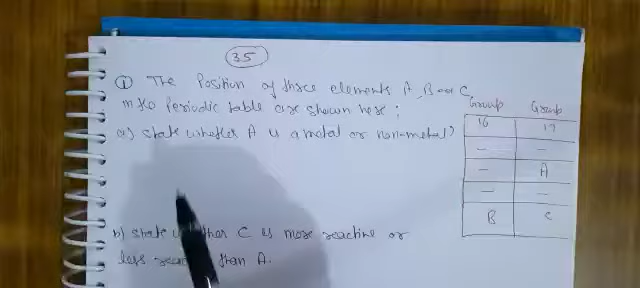 35
① The Position of three elements A, B and C,
in the Periodic table are shown here;
a) state whether A is a metal or non-metal?
Group Group
16 17
- -
- A
- -
B C
b) state whether C is more reactive or
less than A.